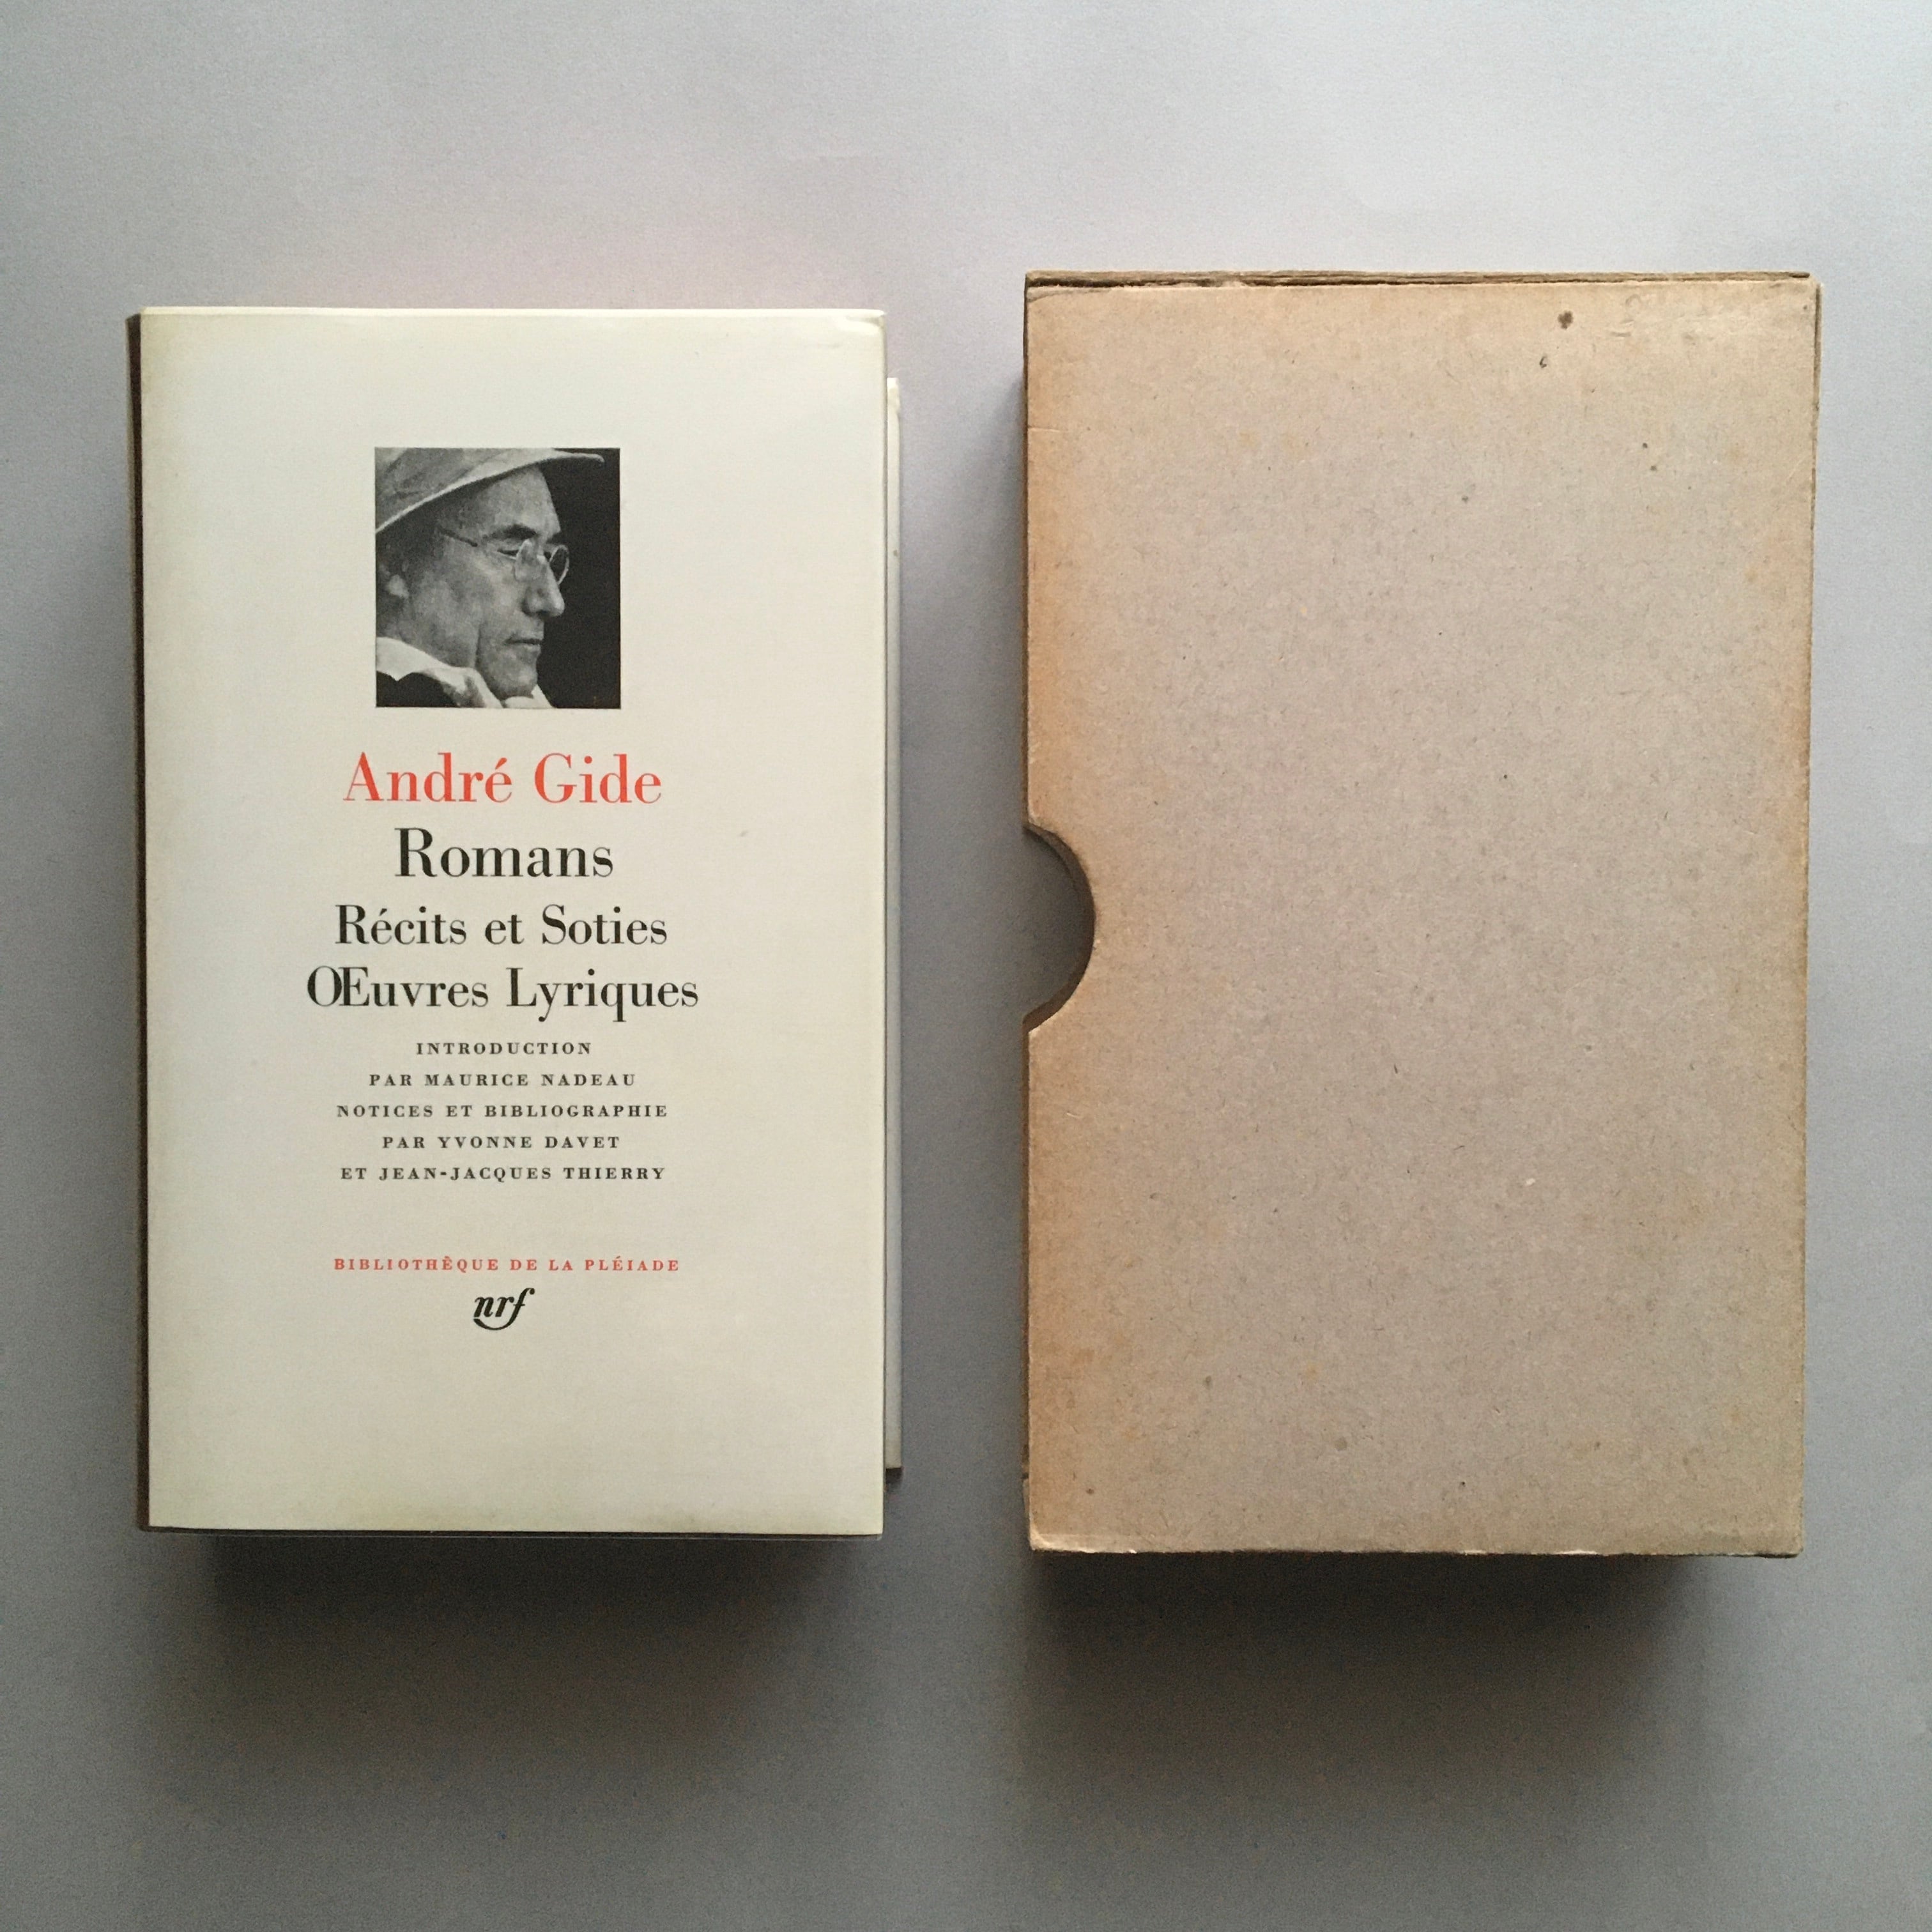 André Gide
Romans
Récits et Soties
Œuvres Lyriques
INTRODUCTION
PAR MAURICE NADEAU
NOTICES ET BIBLIOGRAPHIE
PAR YVONNE DAVET
ET JEAN-JACQUES THIERRY
BIBLIOTHÈQUE DE LA PLÉIADE
nrf